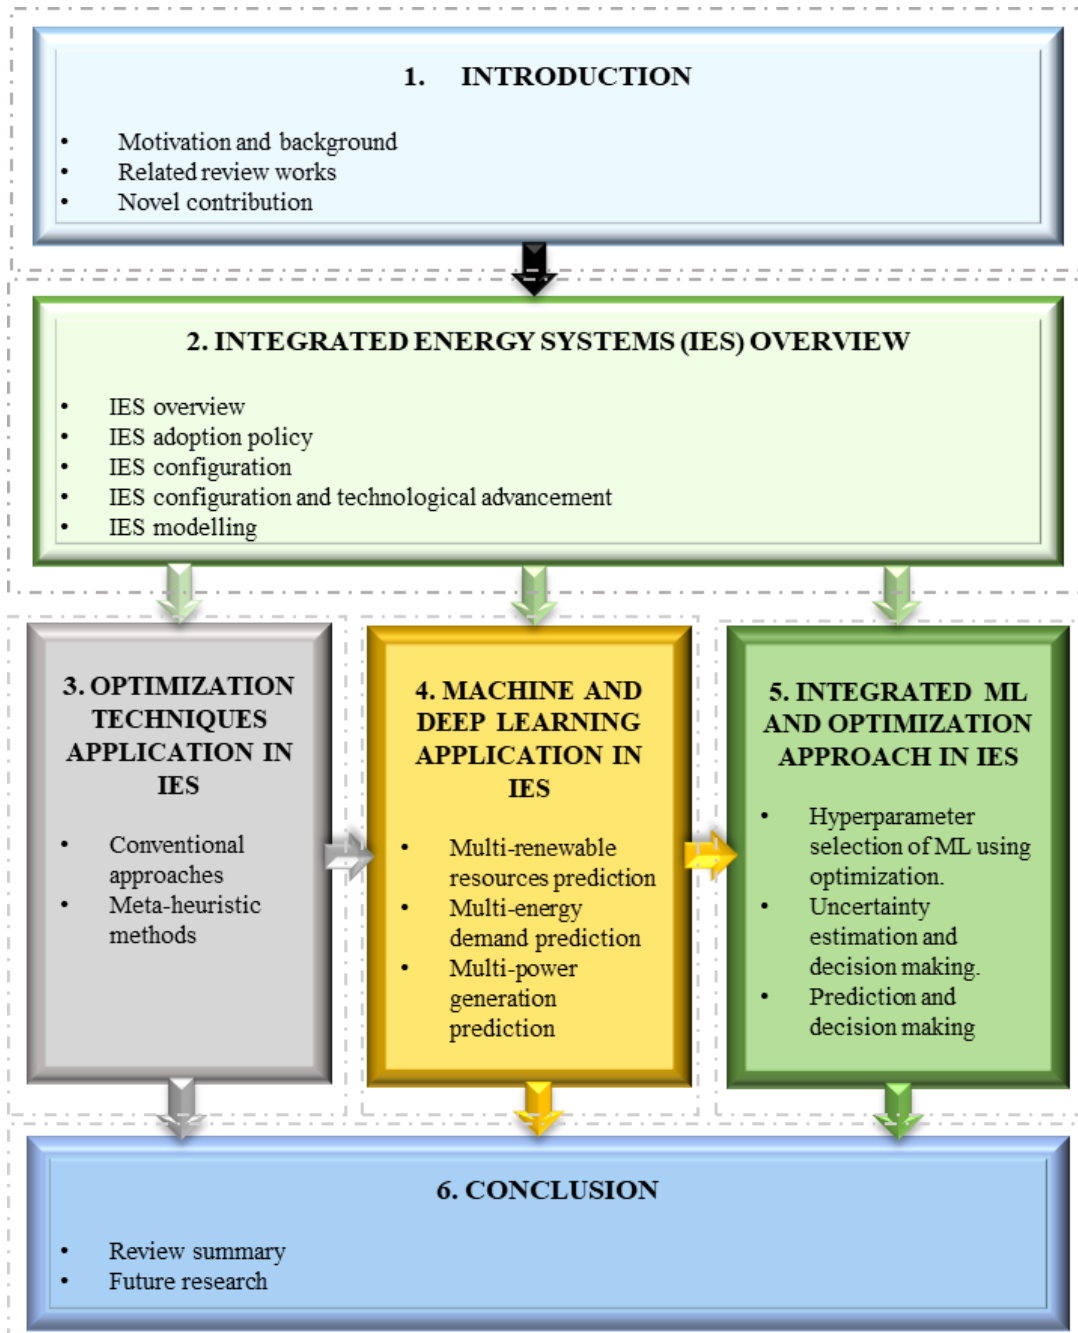 1. INTRODUCTION
• Motivation and background
• Related review works
• Novel contribution
2. INTEGRATED ENERGY SYSTEMS (IES) OVERVIEW
• IES overview
• IES adoption policy
• IES configuration
• IES configuration and technological advancement
• IES modelling
3. OPTIMIZATION
TECHNIQUES
APPLICATION IN
IES
• Conventional
approaches
• Meta-heuristic
methods
4. MACHINE AND
DEEP LEARNING
APPLICATION IN
IES
• Multi-renewable
resources prediction
• Multi-energy
demand prediction
• Multi-power
generation
prediction
5. INTEGRATED ML
AND OPTIMIZATION
APPROACH IN IES
• Hyperparameter
selection of ML using
optimization.
• Uncertainty
estimation and
decision making.
• Prediction and
decision making
6. CONCLUSION
• Review summary
• Future research